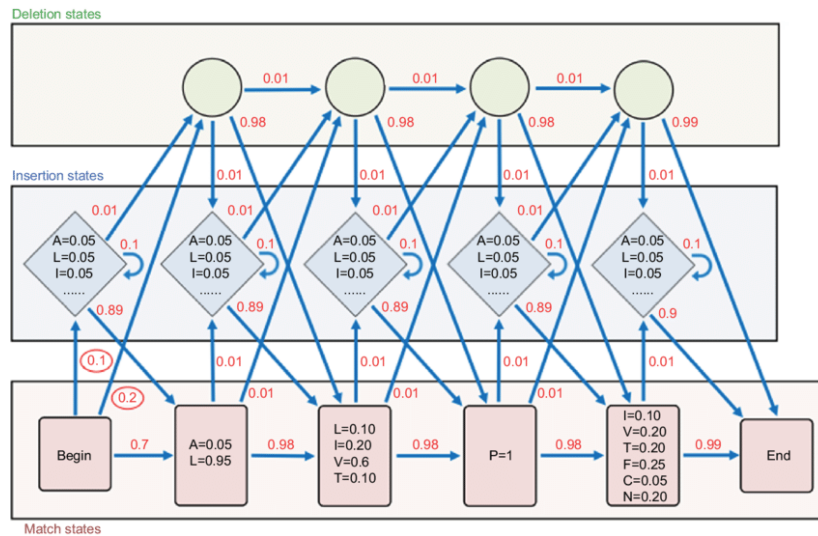 Deletion states
0.01 0.01 0.01
0.98 0.98 0.98 0.99
0.01 0.01 0.01 0.01
Insertion states
0.01 0.01 0.01 0.01
A=0.05 A=0.05 A=0.05 A=0.05 A=0.05
L=0.05 L=0.05 L=0.05 L=0.05 L=0.05
I=0.05 I=0.05 I=0.05 I=0.05 I=0.05
...... ...... ...... ...... ......
0.1 0.1 0.1 0.1 0.1
0.89 0.89 0.89 0.89 0.9
0.1 0.01 0.01 0.01 0.01
0.2 0.01 0.01 0.01
Begin
0.7
A=0.05
L=0.95
0.98
L=0.10
I=0.20
V=0.6
T=0.10
0.98
P=1
0.98
I=0.10
V=0.20
T=0.20
F=0.25
C=0.05
N=0.20
0.99
End
Match states